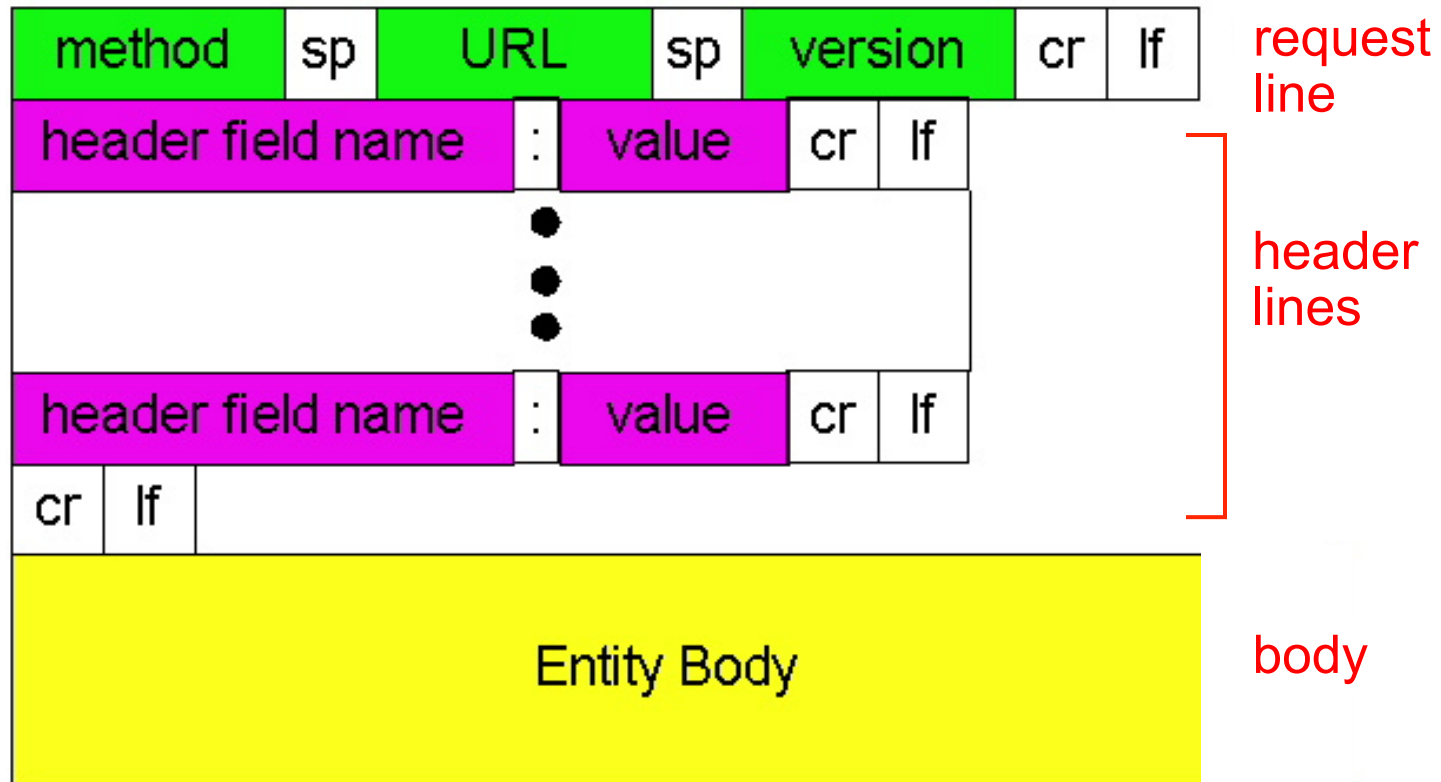 method sp URL sp version cr lf
request
line
header field name : value cr lf
header
lines
header field name : value cr lf
cr lf
Entity Body
body